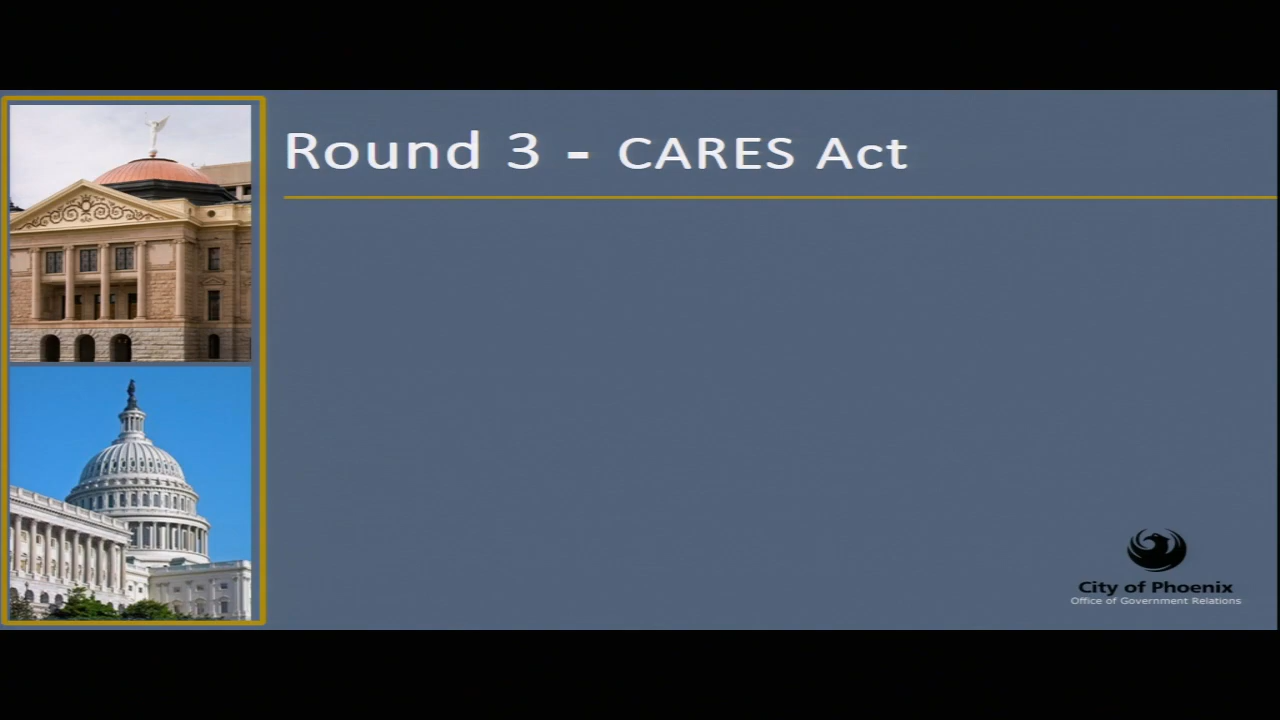 Round 3 - CARES Act
City of Phoenix
Office of Government Relations